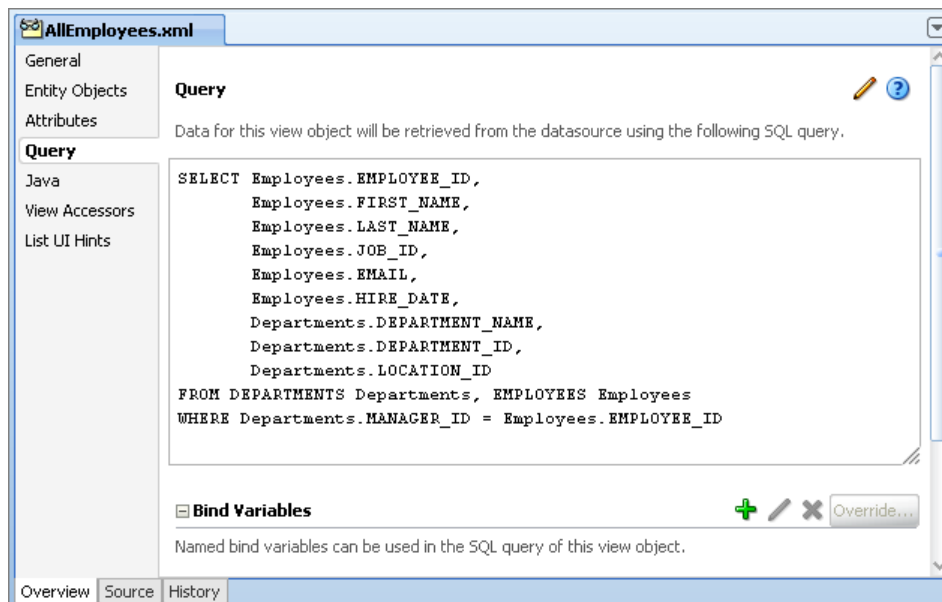 AllEmployees.xml
General
Entity Objects
Attributes
Query
Java
View Accessors
List UI Hints
Query
Data for this view object will be retrieved from the datasource using the following SQL query.
SELECT Employees.EMPLOYEE_ID,
Employees.FIRST_NAME,
Employees.LAST_NAME,
Employees.JOB_ID,
Employees.EMAIL,
Employees.HIRE_DATE,
Departments.DEPARTMENT_NAME,
Departments.DEPARTMENT_ID,
Departments.LOCATION_ID
FROM DEPARTMENTS Departments, EMPLOYEES Employees
WHERE Departments.MANAGER_ID = Employees.EMPLOYEE_ID
Bind Variables
Override...
Named bind variables can be used in the SQL query of this view object.
Overview Source History